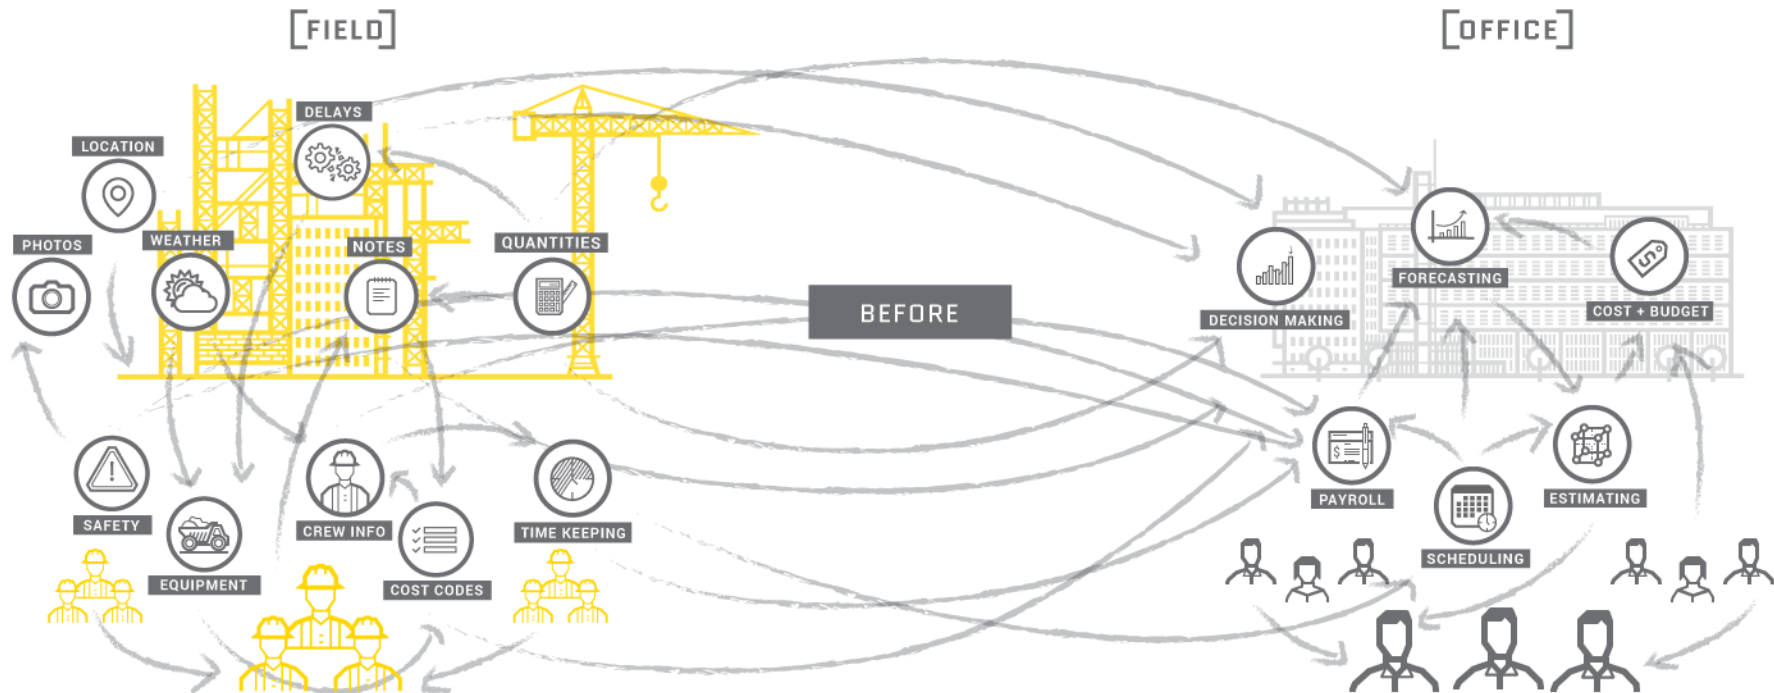 [FIELD]
[OFFICE]
DELAYS
LOCATION
PHOTOS
WEATHER
NOTES
QUANTITIES
BEFORE
DECISION MAKING
FORECASTING
COST + BUDGET
SAFETY
EQUIPMENT
CREW INFO
COST CODES
TIME KEEPING
PAYROLL
SCHEDULING
ESTIMATING